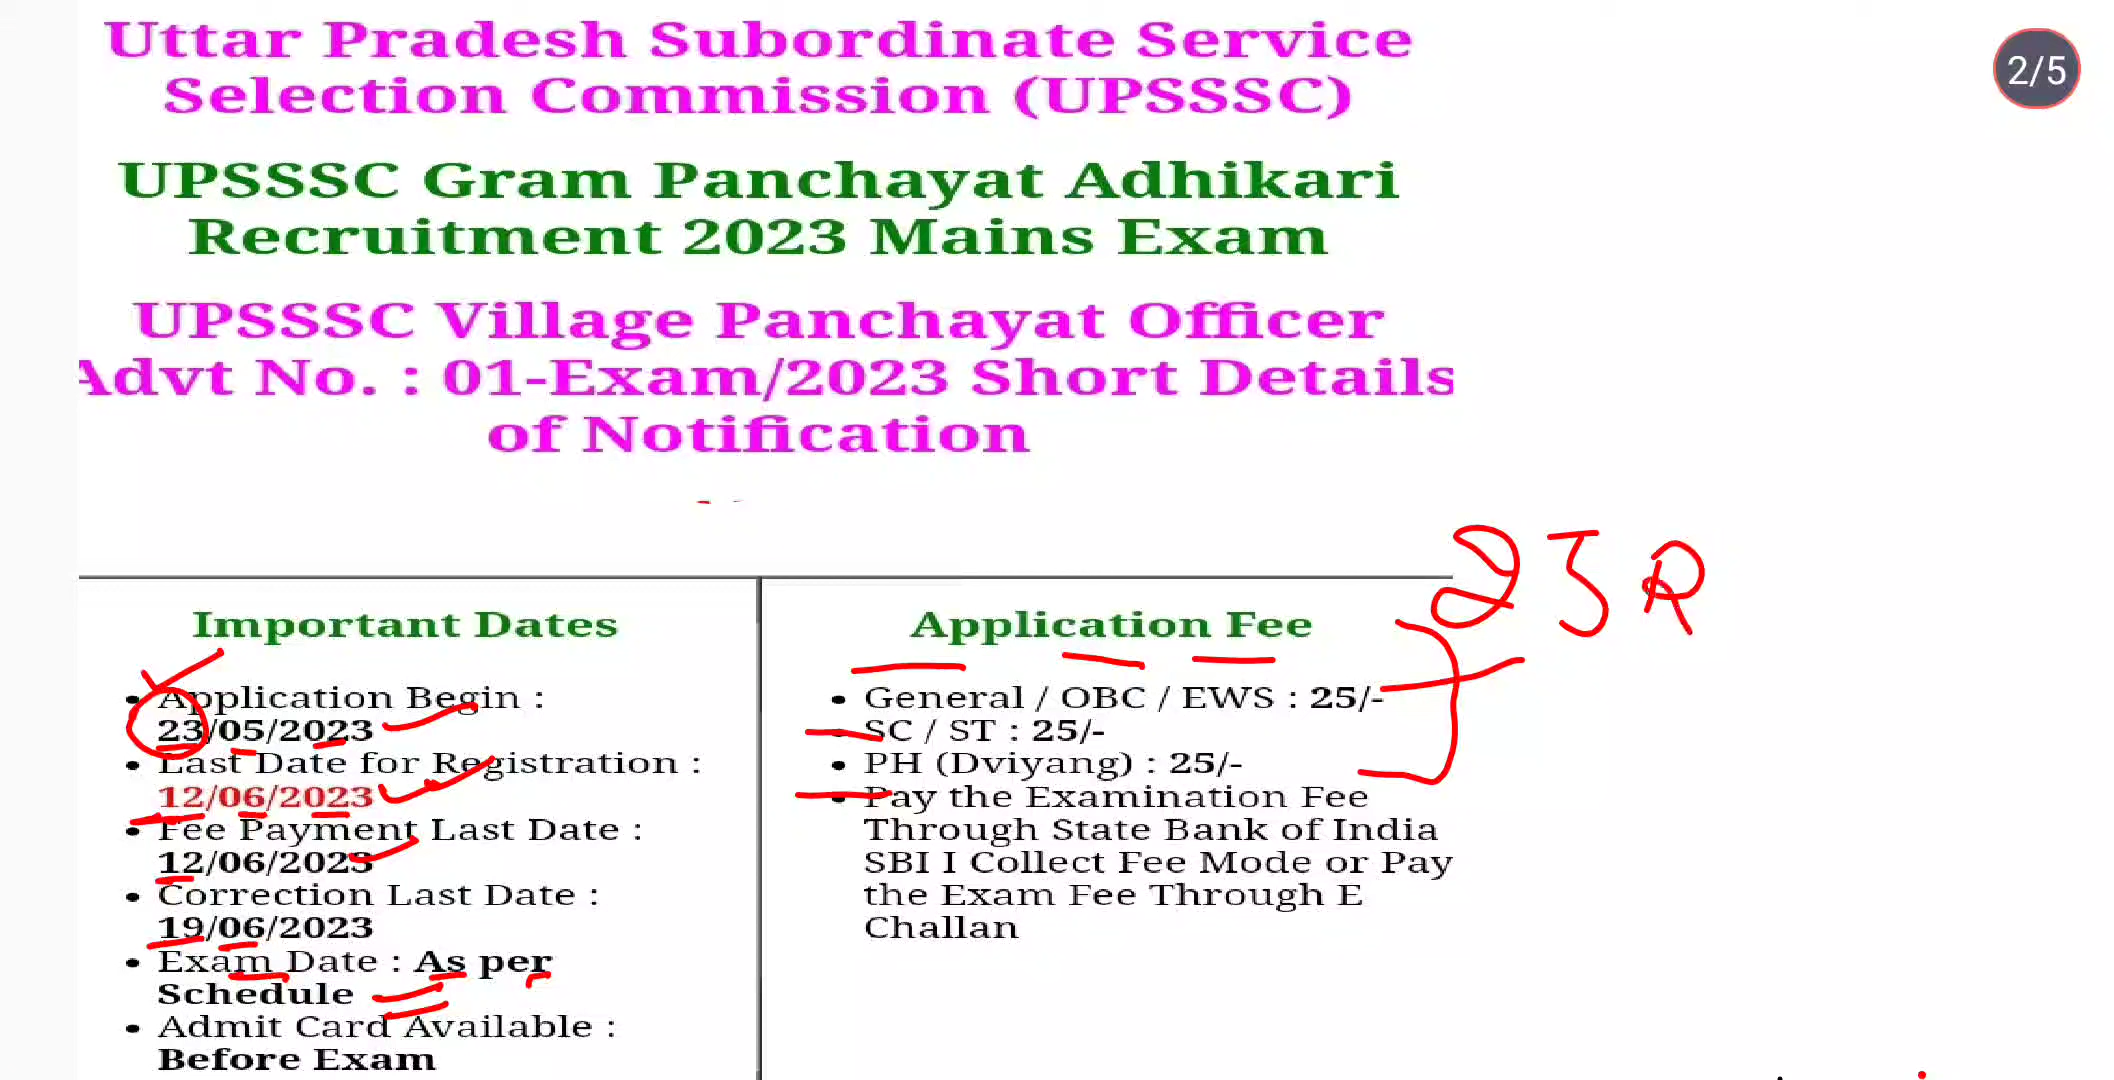 Uttar Pradesh Subordinate Service
Selection Commission (UPSSSC)
2/5
UPSSSC Gram Panchayat Adhikari
Recruitment 2023 Mains Exam
UPSSSC Village Panchayat Officer
Advt No. : 01-Exam/2023 Short Details
of Notification
Important Dates
• Application Begin :
23/05/2023
• Last Date for Registration :
12/06/2023
• Fee Payment Last Date :
12/06/2023
• Correction Last Date :
19/06/2023
• Exam Date : As per
Schedule
• Admit Card Available :
Before Exam
Application Fee
• General / OBC / EWS : 25/-
• SC / ST : 25/-
• PH (Dviyang) : 25/-
• Pay the Examination Fee
Through State Bank of India
SBI I Collect Fee Mode or Pay
the Exam Fee Through E
Challan
25 R